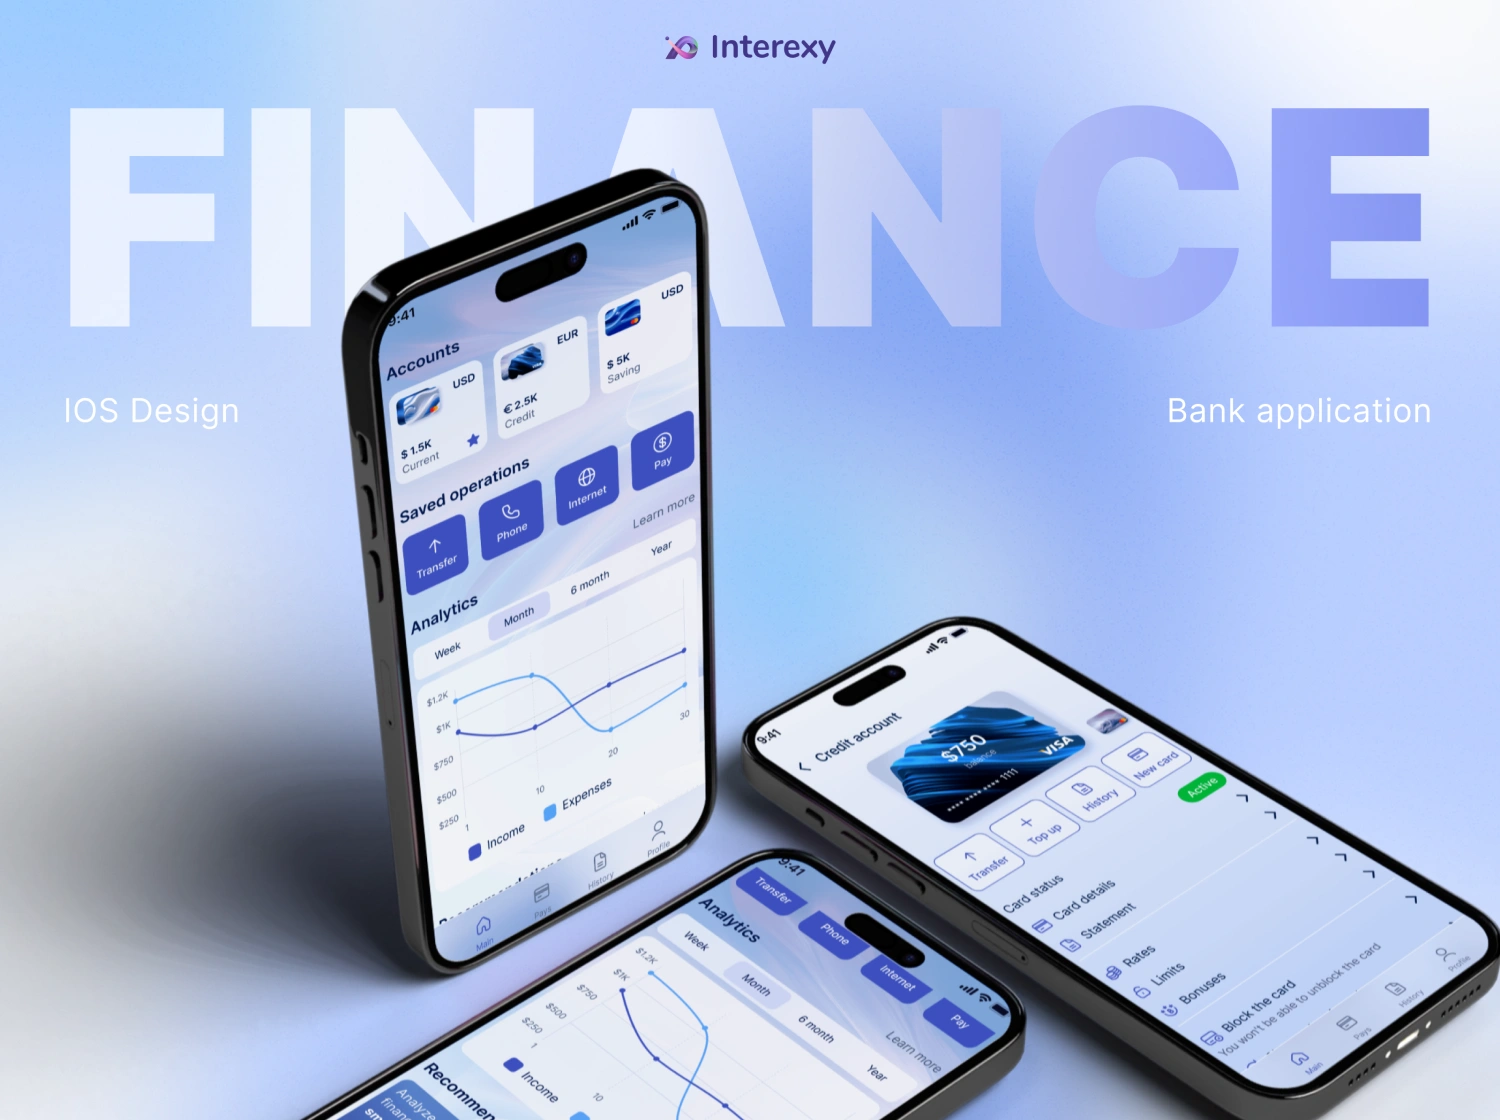 Interexy
FINANCE
IOS Design
Bank application
9:41
Accounts
USD
$ 1.5K
Current
EUR
€ 2.5K
Credit
USD
$ 5K
Saving
Saved operations
Transfer
Phone
Internet
Pay
Learn more
Analytics
Week
Month
6 month
Year
$1.2K
$1K
$750
$500
$250
1
10
20
30
Income
Expenses
Main
Pays
History
Profile
9:41
Credit account
$750
balance
VISA
•••• •••• •••• 1111
Transfer
Top up
History
New card
Card status
Active
Card details
Statement
Rates
Limits
Bonuses
Block the card
You won't be able to unblock the card
Main
Pays
History
Profile
9:41
Transfer
Phone
Internet
Pay
Learn more
Analytics
Week
Month
6 month
Year
$1.2K
$1K
$750
$500
$250
1
10
Income
Recommen
Analyze
financ